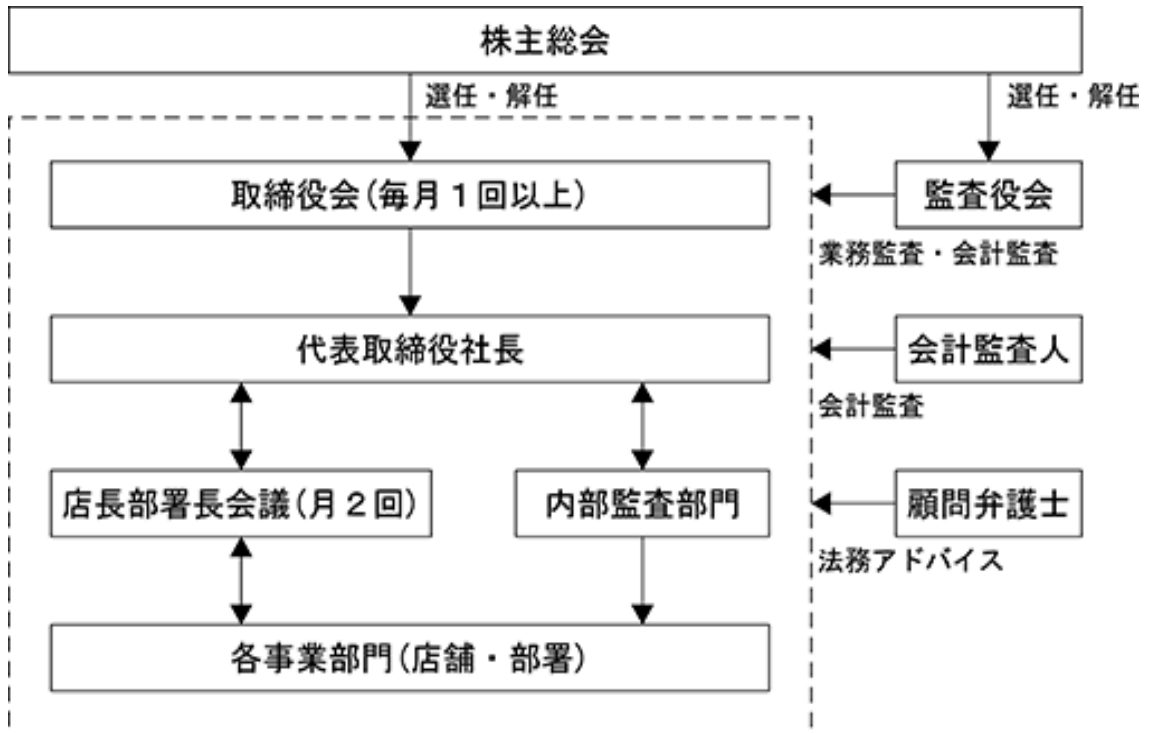 株主総会
選任・解任
選任・解任
取締役会(毎月１回以上)
監査役会
業務監査・会計監査
代表取締役社長
会計監査人
会計監査
店長部署長会議(月２回)
内部監査部門
顧問弁護士
法務アドバイス
各事業部門(店舗・部署)